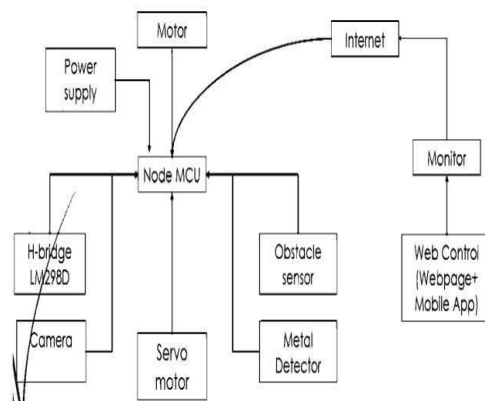 Motor
Internet
Power
supply
Monitor
Node MCU
H-bridge
LM298D
Obstacle
sensor
Web Control
(Webpage+
Mobile App)
Camera
Servo
motor
Metal
Detector